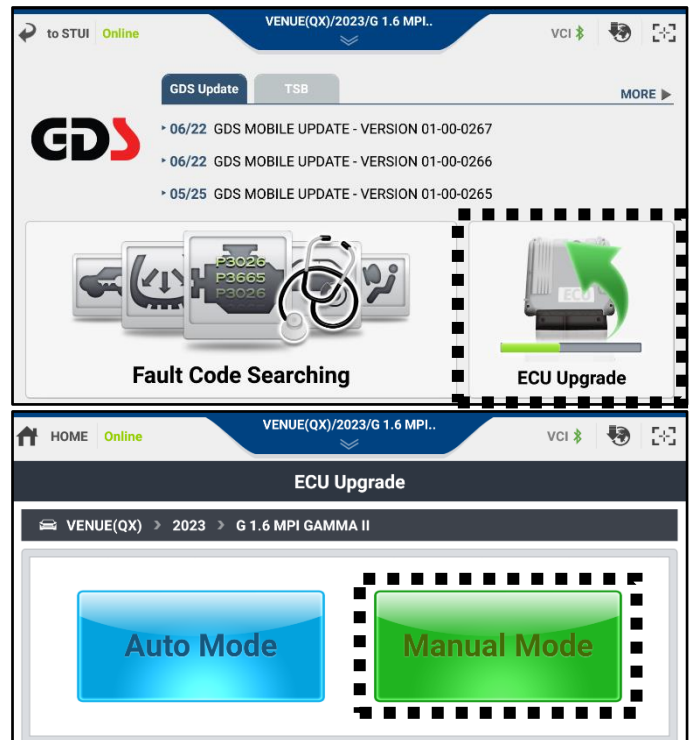 to STUI Online VENUE(QX)/2023/G 1.6 MPI.. VCI
GDS Update TSB MORE
GDS
06/22 GDS MOBILE UPDATE - VERSION 01-00-0267
06/22 GDS MOBILE UPDATE - VERSION 01-00-0266
05/25 GDS MOBILE UPDATE - VERSION 01-00-0265
P3026
P3665
P3026
ECU
Fault Code Searching
ECU Upgrade
HOME Online VENUE(QX)/2023/G 1.6 MPI.. VCI
ECU Upgrade
VENUE(QX) > 2023 > G 1.6 MPI GAMMA II
Auto Mode
Manual Mode